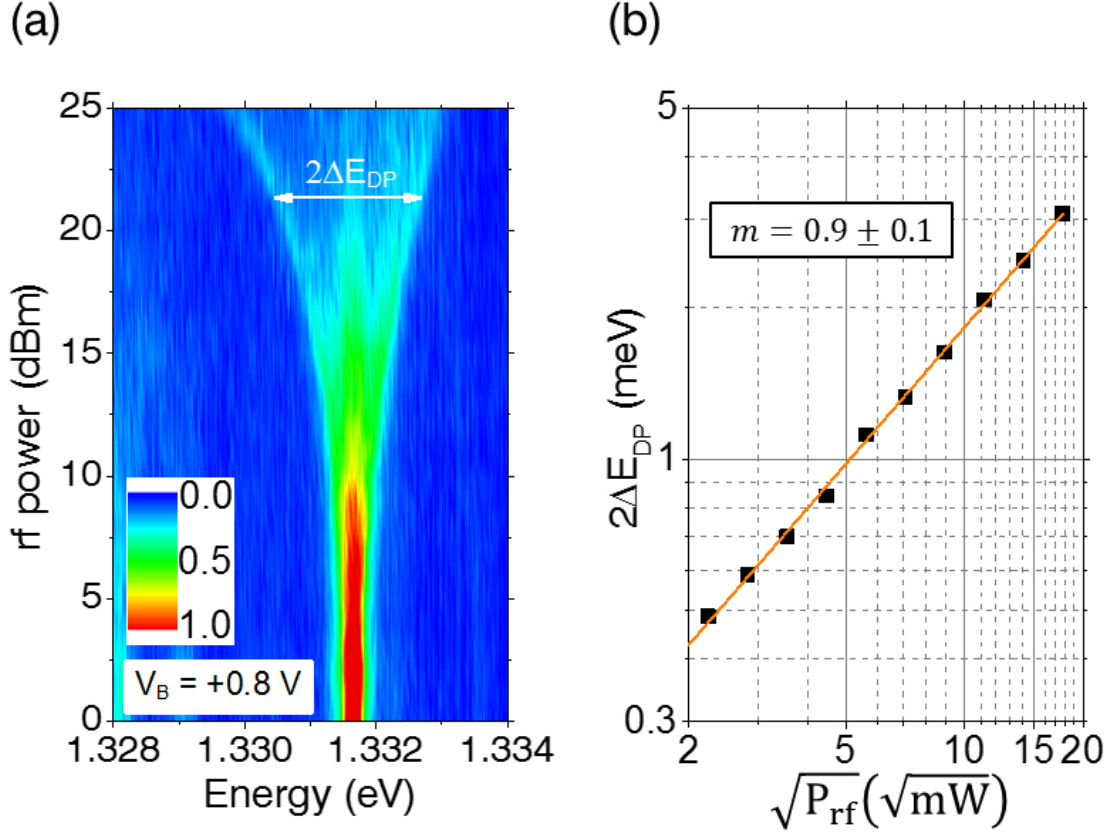 (a)
25
20
15
10
5
0
rf power (dBm)
2ΔE_DP
0.0
0.5
1.0
V_B = +0.8 V
1.328 1.330 1.332 1.334
Energy (eV)
(b)
5
1
0.3
2ΔE_DP (meV)
m = 0.9 ± 0.1
2 5 10 15 20
√P_rf(√mW)